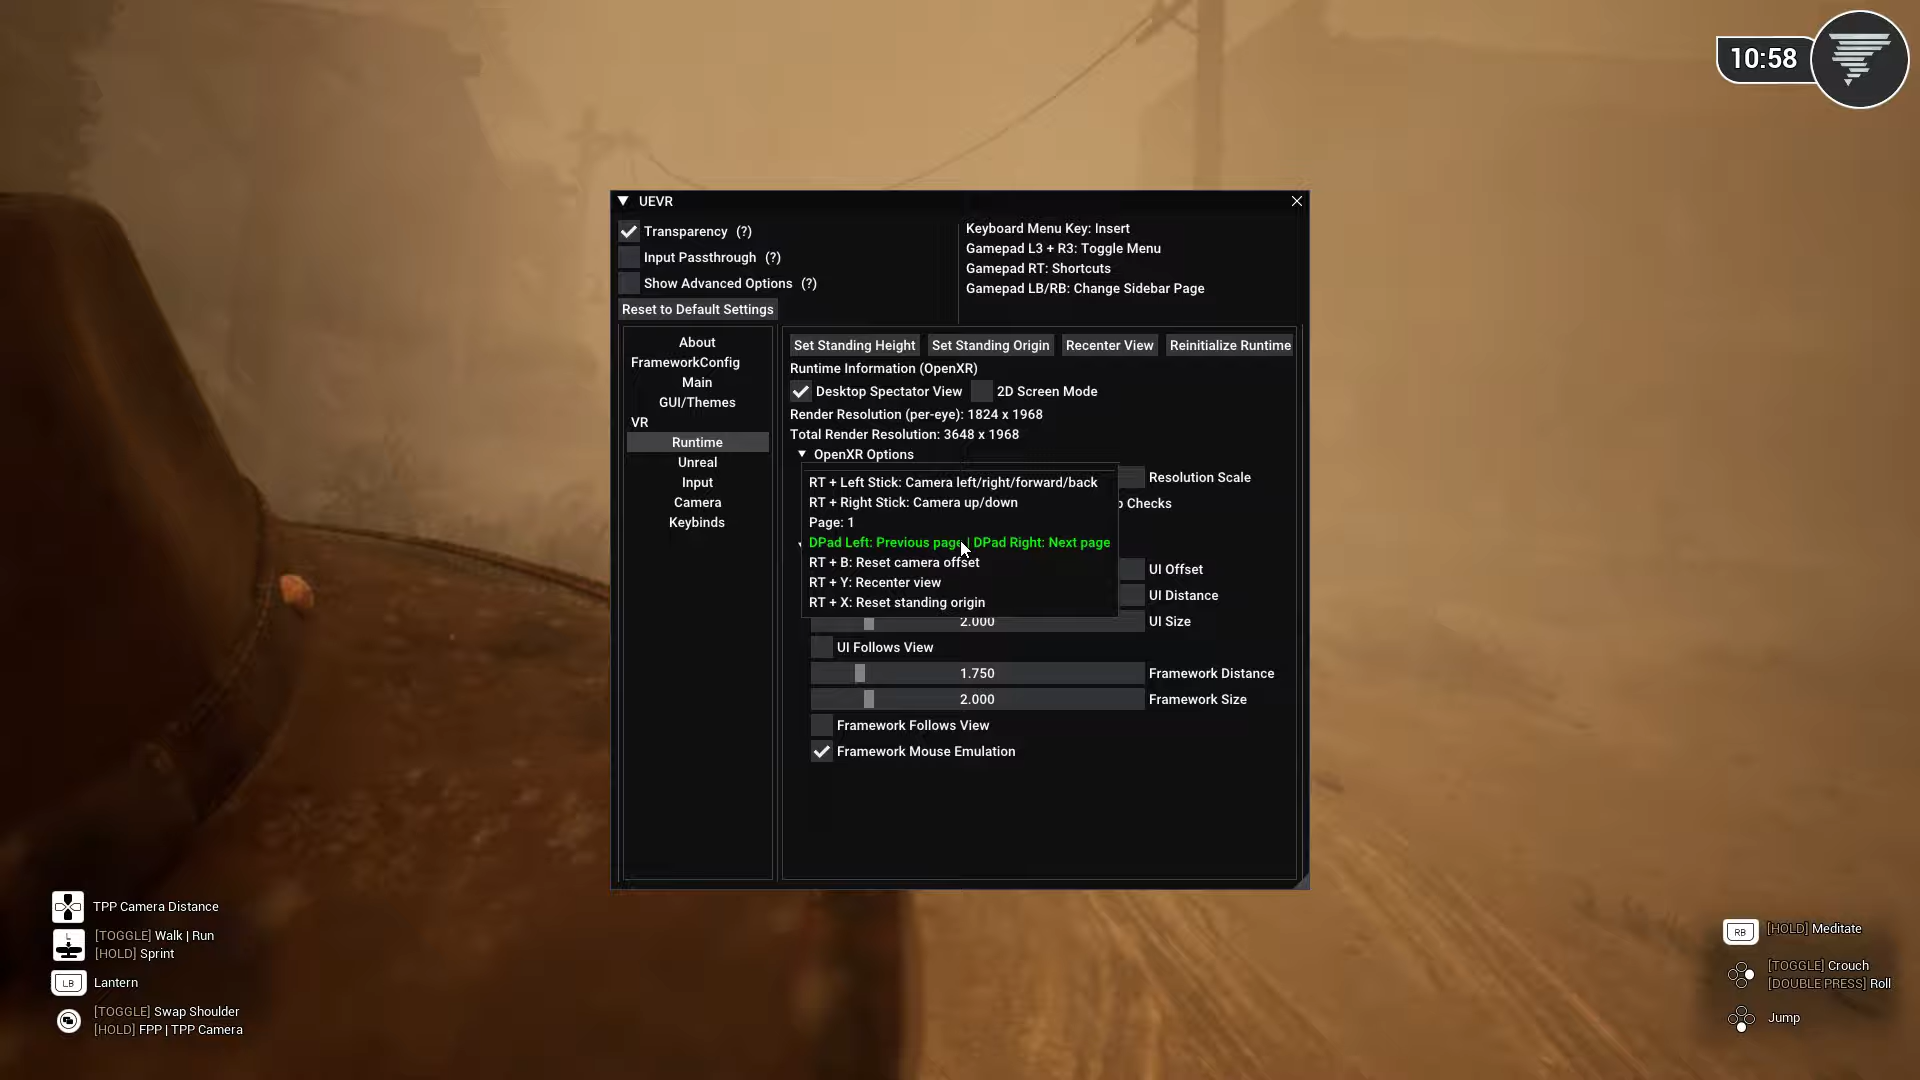 10:58
UEVR
Transparency (?)
Input Passthrough (?)
Show Advanced Options (?)
Reset to Default Settings
Keyboard Menu Key: Insert
Gamepad L3 + R3: Toggle Menu
Gamepad RT: Shortcuts
Gamepad LB/RB: Change Sidebar Page
About
FrameworkConfig
Main
GUI/Themes
VR
Runtime
Unreal
Input
Camera
Keybinds
Set Standing Height
Set Standing Origin
Recenter View
Reinitialize Runtime
Runtime Information (OpenXR)
Desktop Spectator View
2D Screen Mode
Render Resolution (per-eye): 1824 x 1968
Total Render Resolution: 3648 x 1968
OpenXR Options
Resolution Scale
Checks
RT + Left Stick: Camera left/right/forward/back
RT + Right Stick: Camera up/down
Page: 1
DPad Left: Previous page | DPad Right: Next page
RT + B: Reset camera offset
RT + Y: Recenter view
RT + X: Reset standing origin
UI Offset
UI Distance
2.000 UI Size
UI Follows View
1.750 Framework Distance
2.000 Framework Size
Framework Follows View
Framework Mouse Emulation
TPP Camera Distance
L
[TOGGLE] Walk | Run
[HOLD] Sprint
LB Lantern
[TOGGLE] Swap Shoulder
[HOLD] FPP | TPP Camera
RB [HOLD] Meditate
[TOGGLE] Crouch
[DOUBLE PRESS] Roll
Jump